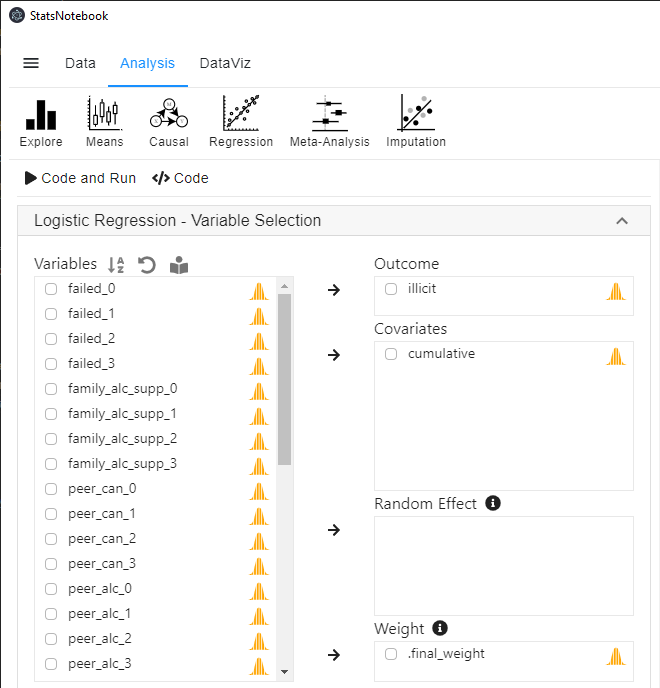 StatsNotebook
Data Analysis DataViz
Explore Means Causal Regression Meta-Analysis Imputation
Code and Run Code
Logistic Regression - Variable Selection
Variables
failed_0
failed_1
failed_2
failed_3
family_alc_supp_0
family_alc_supp_1
family_alc_supp_2
family_alc_supp_3
peer_can_0
peer_can_1
peer_can_2
peer_can_3
peer_alc_0
peer_alc_1
peer_alc_2
peer_alc_3
Outcome
illicit
Covariates
cumulative
Random Effect
Weight
.final_weight